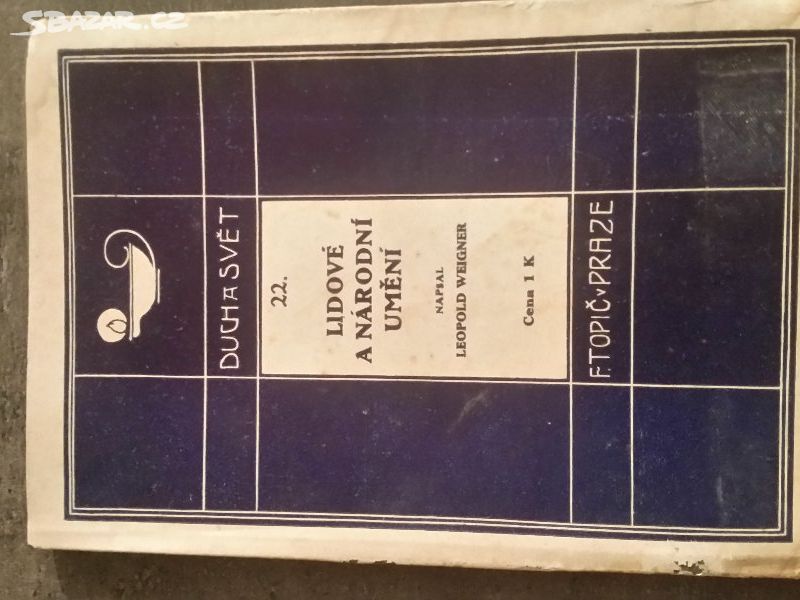 SBAZAR.CZ
DUCH A SVĚT
22.
LIDOVÉ
A NÁRODNÍ
UMĚNÍ
NAPSAL
LEOPOLD WEIGNER
Cena 1 K
F. TOPIČ V PRAZE